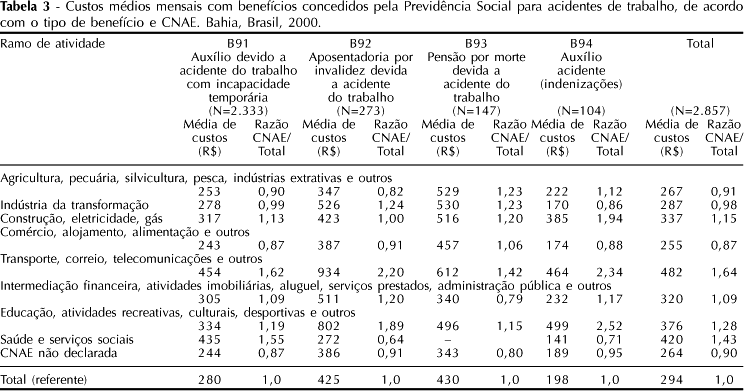 Tabela 3 - Custos médios mensais com benefícios concedidos pela Previdência Social para acidentes de trabalho, de acordo
com o tipo de benefício e CNAE. Bahia, Brasil, 2000.
Ramo de atividade B91 B92 B93 B94 Total
Auxílio devido a Aposentadoria por Pensão por morte Auxílio
acidente do trabalho invalidez devida devida a acidente
com incapacidade a acidente acidente do (indenizações)
temporária do trabalho trabalho
(N=2.333) (N=273) (N=147) (N=104) (N=2.857)
Média de Razão Média de Razão Média de Razão Média de Razão Média de Razão
custos CNAE/ custos CNAE/ custos CNAE/ custos CNAE/ custos CNAE/
(R$) Total (R$) Total (R$) Total (R$) Total (R$) Total
Agricultura, pecuária, silvicultura, pesca, indústrias extrativas e outros
253 0,90 347 0,82 529 1,23 222 1,12 267 0,91
Indústria da transformação 278 0,99 526 1,24 530 1,23 170 0,86 287 0,98
Construção, eletricidade, gás 317 1,13 423 1,00 516 1,20 385 1,94 337 1,15
Comércio, alojamento, alimentação e outros
243 0,87 387 0,91 457 1,06 174 0,88 255 0,87
Transporte, correio, telecomunicações e outros
454 1,62 934 2,20 612 1,42 464 2,34 482 1,64
Intermediação financeira, atividades imobiliárias, aluguel, serviços prestados, administração pública e outros
305 1,09 511 1,20 340 0,79 232 1,17 320 1,09
Educação, atividades recreativas, culturais, desportivas e outros
334 1,19 802 1,89 496 1,15 499 2,52 376 1,28
Saúde e serviços sociais 435 1,55 272 0,64 – 141 0,71 420 1,43
CNAE não declarada 244 0,87 386 0,91 343 0,80 189 0,95 264 0,90
Total (referente) 280 1,0 425 1,0 430 1,0 198 1,0 294 1,0